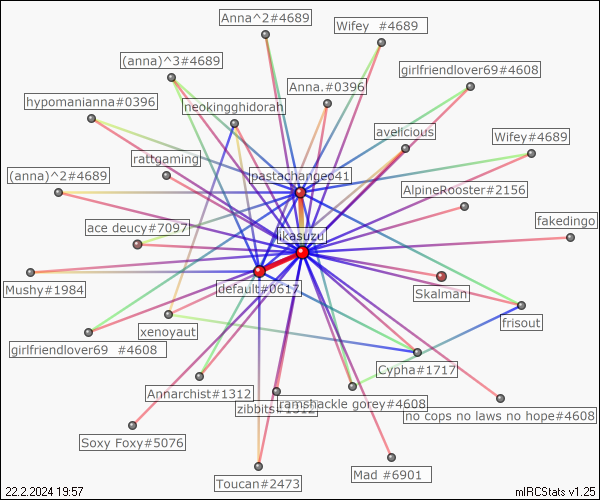 Anna^2#4689
Wifey  #4689
(anna)^3#4689
girlfriendlover69#4608
Anna.#0396
hypomanianna#0396
neokingghidorah
avelicious
Wifey#4689
rattgaming
pastachange041
(anna)^2#4689
AlpineRooster#2156
ace deucy#7097
fakedingo
ikasuzu
default#0617
Skalman
Mushy#1984
frisout
xenoyaut
girlfriendlover69  #4608
Cypha#1717
Annarchist#1312
ramshackle gorey#4608
zibbits#1312
no cops no laws no hope#4608
Soxy Foxy#5076
Toucan#2473
Mad #6901
22.2.2024 19:57
mIRCStats v1.25